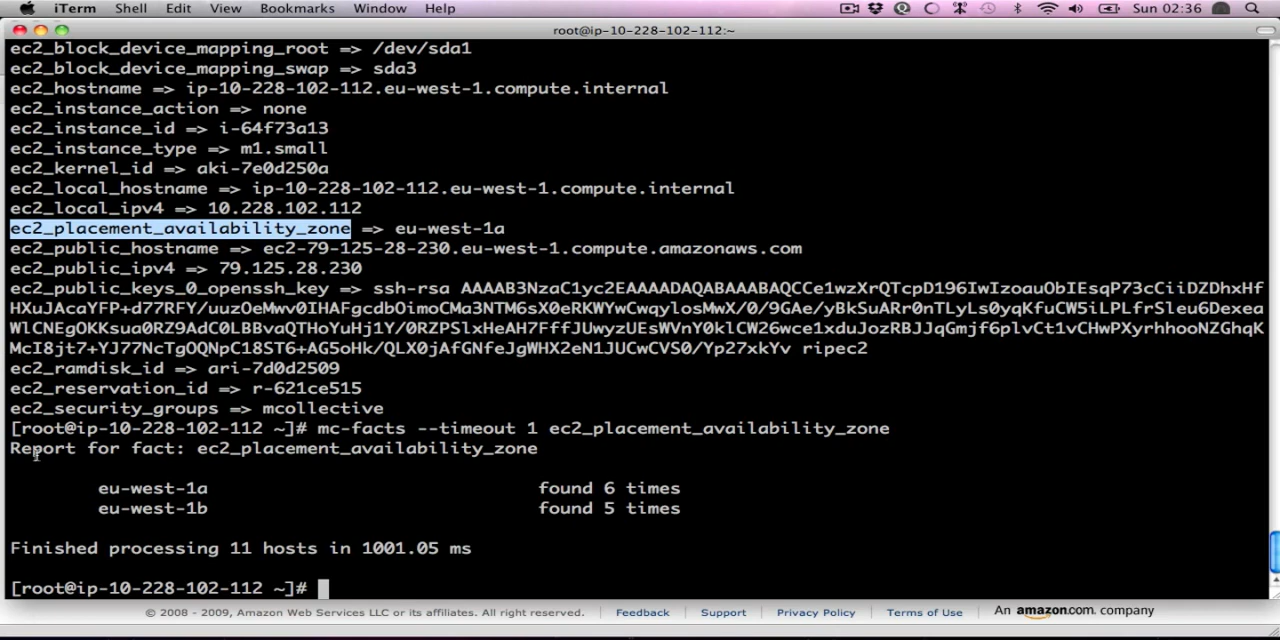 iTerm Shell Edit View Bookmarks Window Help Sun 02:36
root@ip-10-228-102-112:~
ec2_block_device_mapping_root => /dev/sda1
ec2_block_device_mapping_swap => sda3
ec2_hostname => ip-10-228-102-112.eu-west-1.compute.internal
ec2_instance_action => none
ec2_instance_id => i-64f73a13
ec2_instance_type => m1.small
ec2_kernel_id => aki-7e0d250a
ec2_local_hostname => ip-10-228-102-112.eu-west-1.compute.internal
ec2_local_ipv4 => 10.228.102.112
ec2_placement_availability_zone => eu-west-1a
ec2_public_hostname => ec2-79-125-28-230.eu-west-1.compute.amazonaws.com
ec2_public_ipv4 => 79.125.28.230
ec2_public_keys_0_openssh_key => ssh-rsa AAAAB3NzaC1yc2EAAAADAQABAAABAQCCe1wzXrQTcpD196IwIzoauObIEsqP73cCiiDZDhxHf
HXuJAcaYFP+d77RFY/uuzOeMwv0IHAFgcdbOimoCMa3NTM6sX0eRKWYwCwqylosMwX/0/9GAe/yBkSuARr0nTLyLs0yqKfuCW5iLPLfrSleu6Dexea
WlCNEgOKKsua0RZ9AdC0LBBvaQTHoYuHj1Y/0RZPSlxHeAH7FffJUwyzUEsWVnY0klCW26wce1xduJozRBJJqGmjf6plvCt1vCHwPXyrhhooNZGhqK
McI8jt7+YJ77NcTgOQNpC18ST6+AG5oHk/QLX0jAfGNfeJgWHX2eN1JUCwCVS0/Yp27xkYv ripec2
ec2_ramdisk_id => ari-7d0d2509
ec2_reservation_id => r-621ce515
ec2_security_groups => mcollective
[root@ip-10-228-102-112 ~]# mc-facts --timeout 1 ec2_placement_availability_zone
Report for fact: ec2_placement_availability_zone
eu-west-1a found 6 times
eu-west-1b found 5 times
Finished processing 11 hosts in 1001.05 ms
[root@ip-10-228-102-112 ~]#
© 2008 - 2009, Amazon Web Services LLC or its affiliates. All right reserved. | Feedback | Support | Privacy Policy | Terms of Use | An amazon.com. company